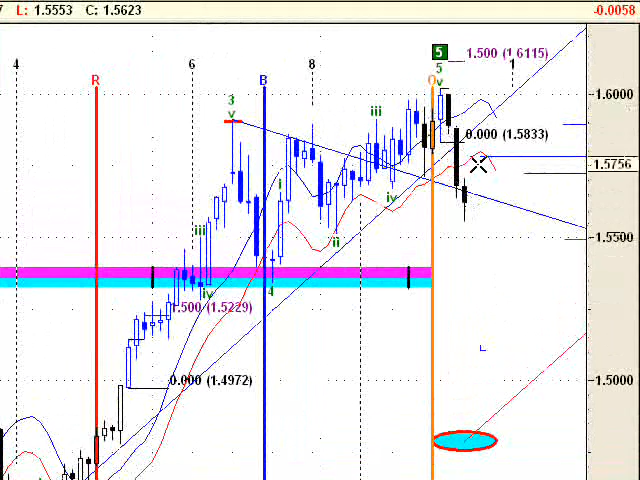 7 L: 1.5553 C: 1.5623 -0.0058
5 1.500 (1.6115)
4 6 8 5 1
R B O v
3 1.6000
v iii
0.000 (1.5833)
1.5756
i iv
iii ii 1.5500
iv 4
1.500 (1.5229)
0.000 (1.4972) 1.5000